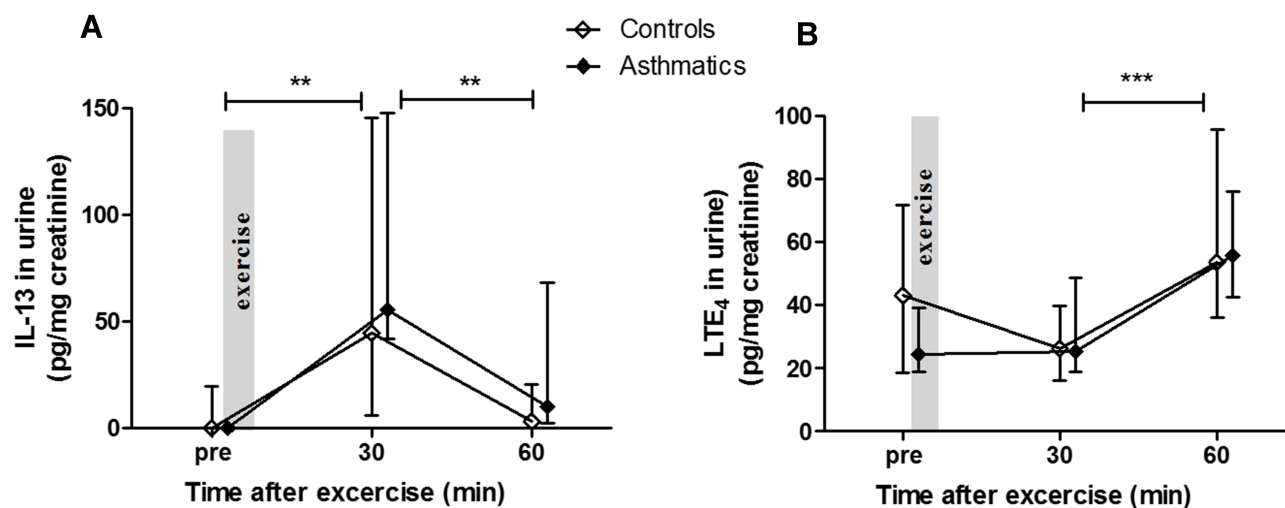 A
Controls
Asthmatics
B
**
**
150
100
50
0
IL-13 in urine
(pg/mg creatinine)
exercise
pre
30
60
Time after excercise (min)
***
100
80
60
40
20
0
LTE4 in urine
(pg/mg creatinine)
exercise
pre
30
60
Time after excercise (min)